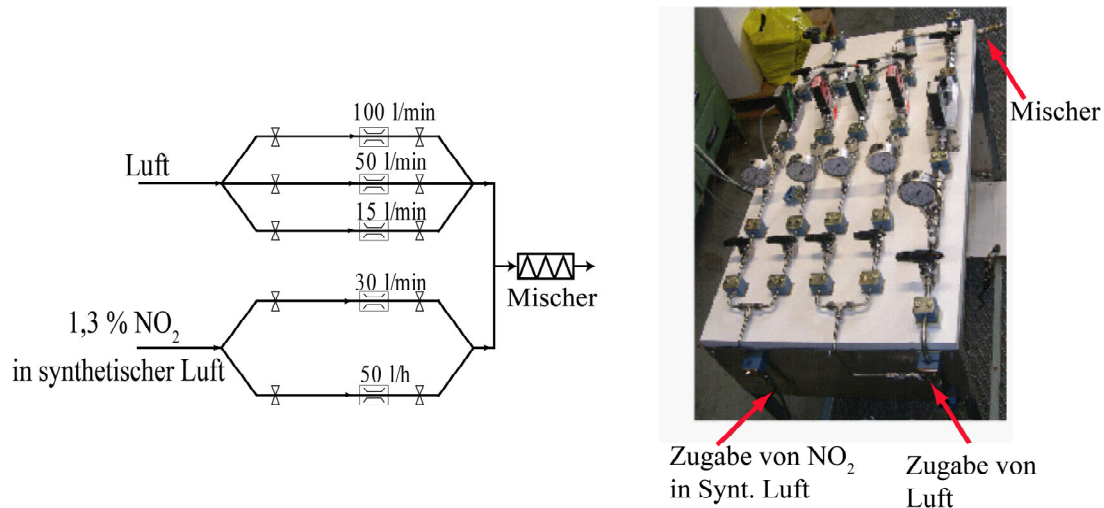 100 l/min
Luft
50 l/min
15 l/min
30 l/min
1,3 % NO₂
in synthetischer Luft
50 l/h
Mischer
Mischer
Zugabe von NO₂
in Synt. Luft
Zugabe von
Luft